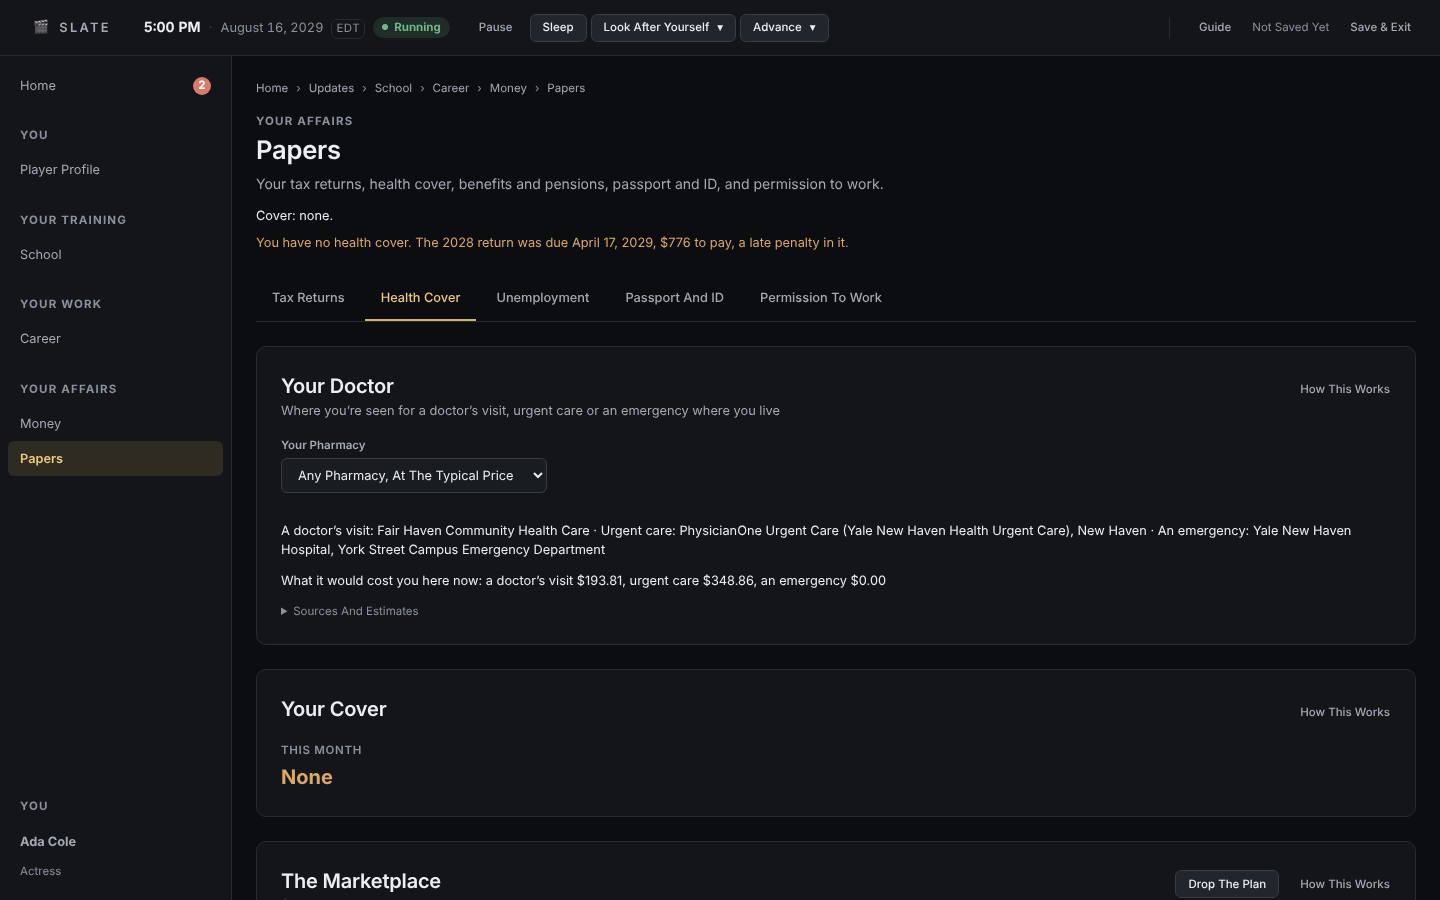 SLATE
5:00 PM · August 16, 2029 EDT Running Pause Sleep Look After Yourself ▾ Advance ▾ Guide Not Saved Yet Save & Exit
Home 2
YOU
Player Profile
YOUR TRAINING
School
YOUR WORK
Career
YOUR AFFAIRS
Money
Papers
YOU
Ada Cole
Actress
Home › Updates › School › Career › Money › Papers
YOUR AFFAIRS
Papers
Your tax returns, health cover, benefits and pensions, passport and ID, and permission to work.
Cover: none.
You have no health cover. The 2028 return was due April 17, 2029, $776 to pay, a late penalty in it.
Tax Returns Health Cover Unemployment Passport And ID Permission To Work
Your Doctor How This Works
Where you’re seen for a doctor’s visit, urgent care or an emergency where you live
Your Pharmacy
Any Pharmacy, At The Typical Price
A doctor’s visit: Fair Haven Community Health Care · Urgent care: PhysicianOne Urgent Care (Yale New Haven Health Urgent Care), New Haven · An emergency: Yale New Haven
Hospital, York Street Campus Emergency Department
What it would cost you here now: a doctor’s visit $193.81, urgent care $348.86, an emergency $0.00
Sources And Estimates
Your Cover How This Works
THIS MONTH
None
The Marketplace Drop The Plan How This Works